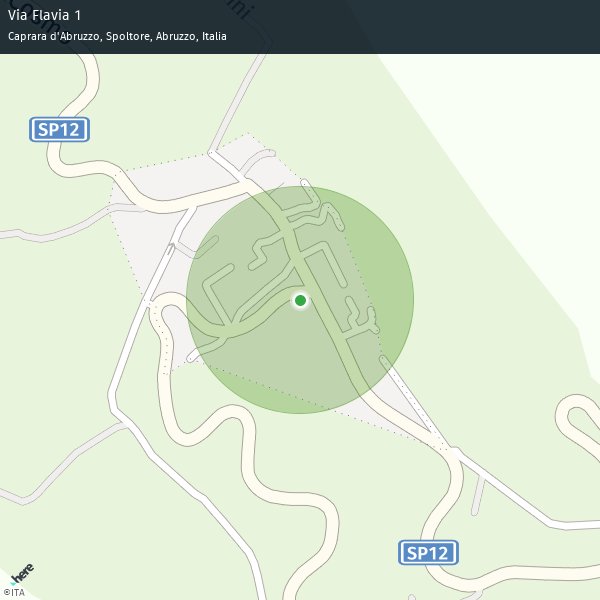 Via Flavia 1
Caprara d'Abruzzo, Spoltore, Abruzzo, Italia
SP12
SP12
here
©ITA